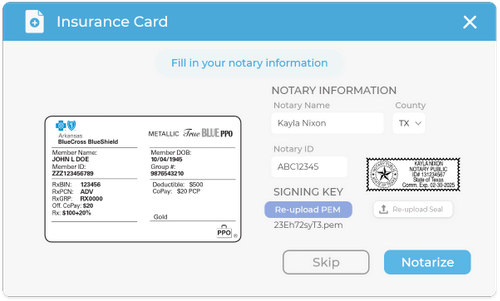 Insurance Card
Fill in your notary information
Arkansas
BlueCross BlueShield
METALLIC True BLUE PPO
Member Name:
JOHN L DOE
Member ID:
ZZZ123456789
Member DOB:
10/04/1945
Group #:
9876543210
RxBIN: 123456
RxPCN: ADV
RxGRP: RX0000
Off. CoPay: $20
Rx: $100+20%
Deductible: $500
CoPay: $20 PCP
Gold
PPO
NOTARY INFORMATION
Notary Name
County
Kayla Nixon
TX
Notary ID
ABC12345
KAYLA NIXON
NOTARY PUBLIC
ID# 131234567
State of Texas
Comm. Exp. 02-30-2025
SIGNING KEY
Re-upload PEM
Re-upload Seal
23Eh72syT3.pem
Skip
Notarize